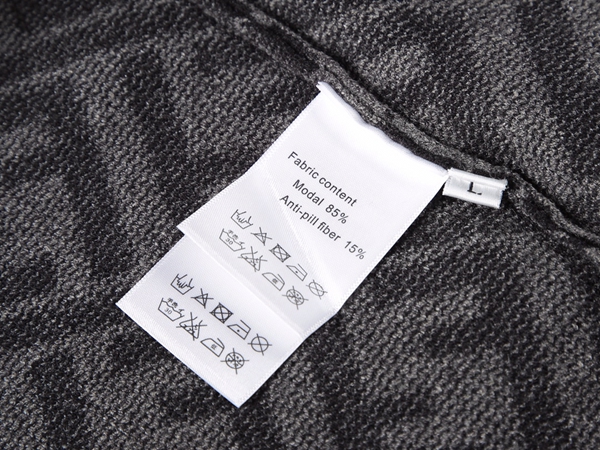 Fabric content
Modal 85%
Anti-pill fiber 15%
L